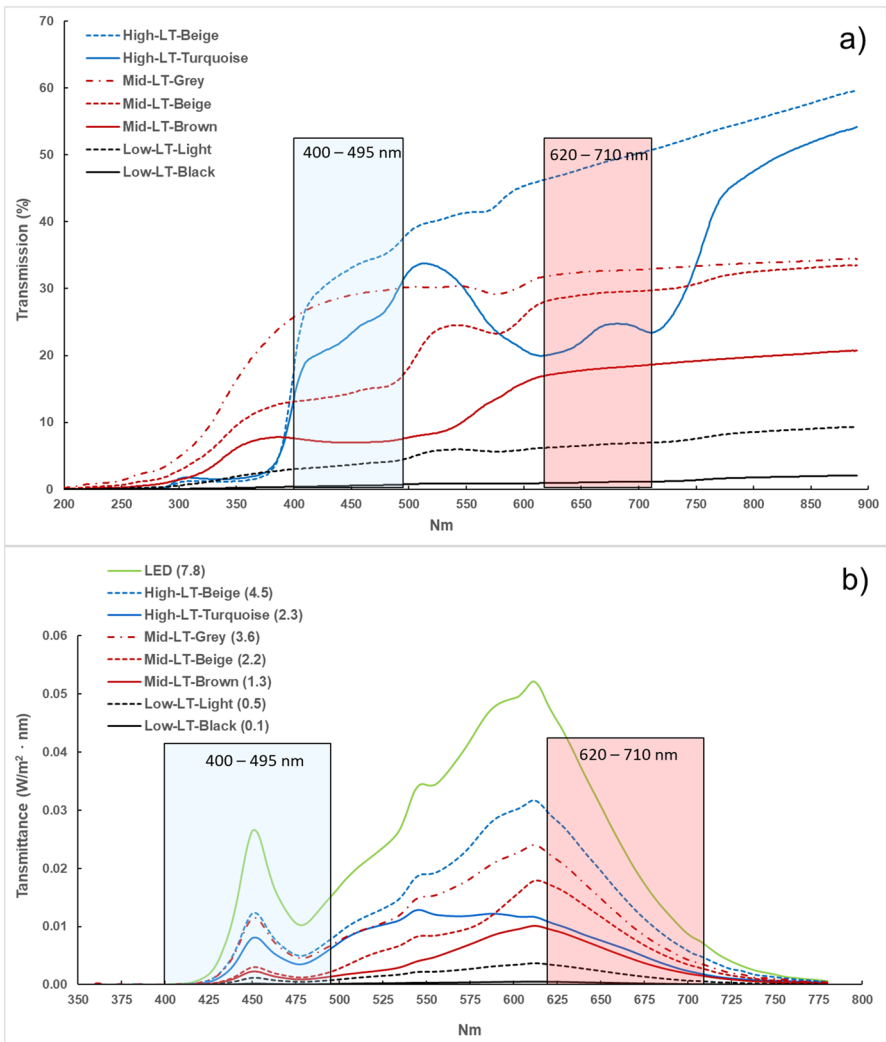 a)
High-LT-Beige
High-LT-Turquoise
Mid-LT-Grey
Mid-LT-Beige
Mid-LT-Brown
Low-LT-Light
Low-LT-Black
70
60
50
40
30
20
10
0
Transmission (%)
400 – 495 nm
620 – 710 nm
200 250 300 350 400 450 500 550 600 650 700 750 800 850 900
Nm
b)
LED (7.8)
High-LT-Beige (4.5)
High-LT-Turquoise (2.3)
Mid-LT-Grey (3.6)
Mid-LT-Beige (2.2)
Mid-LT-Brown (1.3)
Low-LT-Light (0.5)
Low-LT-Black (0.1)
0.06
0.05
0.04
0.03
0.02
0.01
0.00
Tansmittance (W/m² · nm)
400 – 495 nm
620 – 710 nm
350 375 400 425 450 475 500 525 550 575 600 625 650 675 700 725 750 775 800
Nm